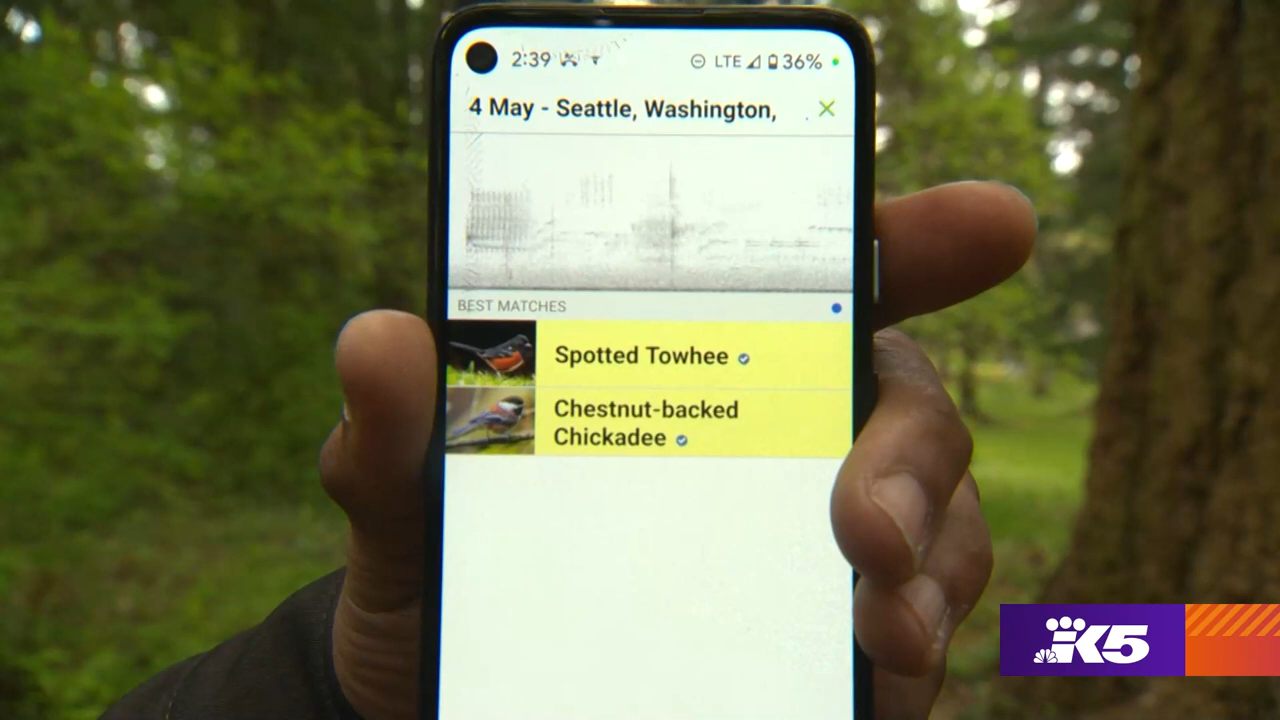 2:39 LTE 36%
4 May - Seattle, Washington,
BEST MATCHES
Spotted Towhee
Chestnut-backed
Chickadee
K5